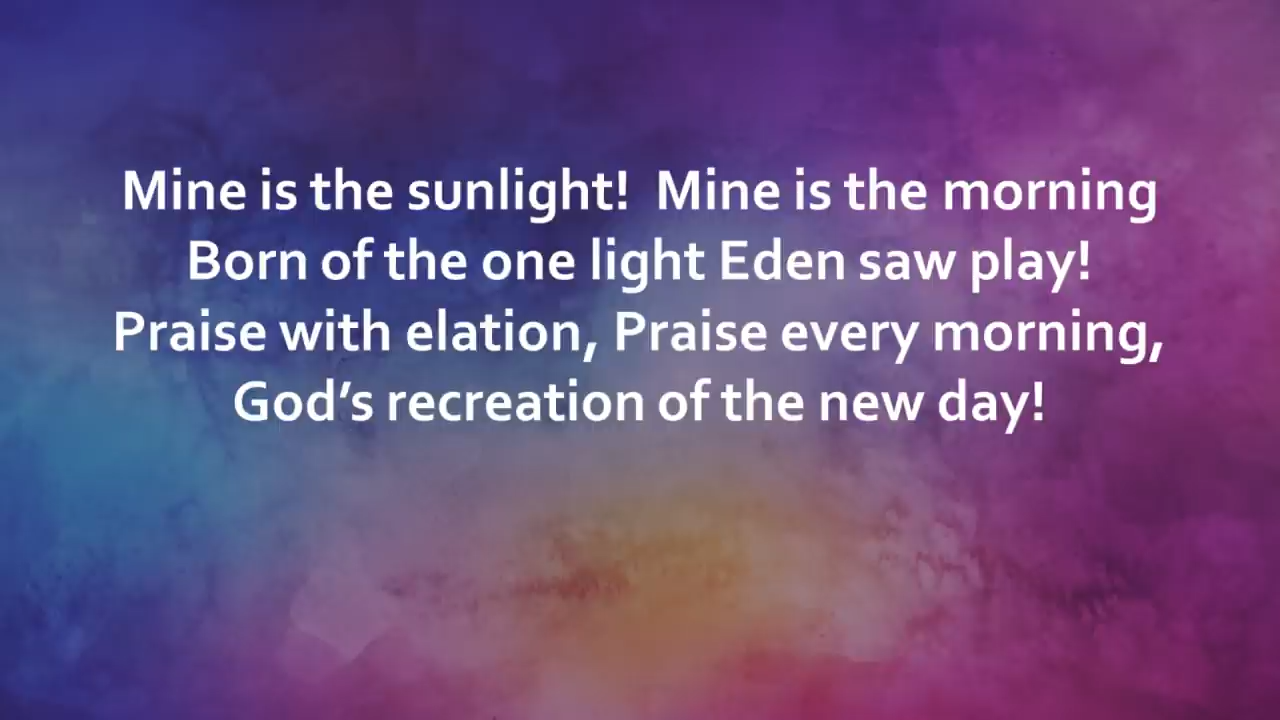 Mine is the sunlight!  Mine is the morning
Born of the one light Eden saw play!
Praise with elation, Praise every morning,
God’s recreation of the new day!